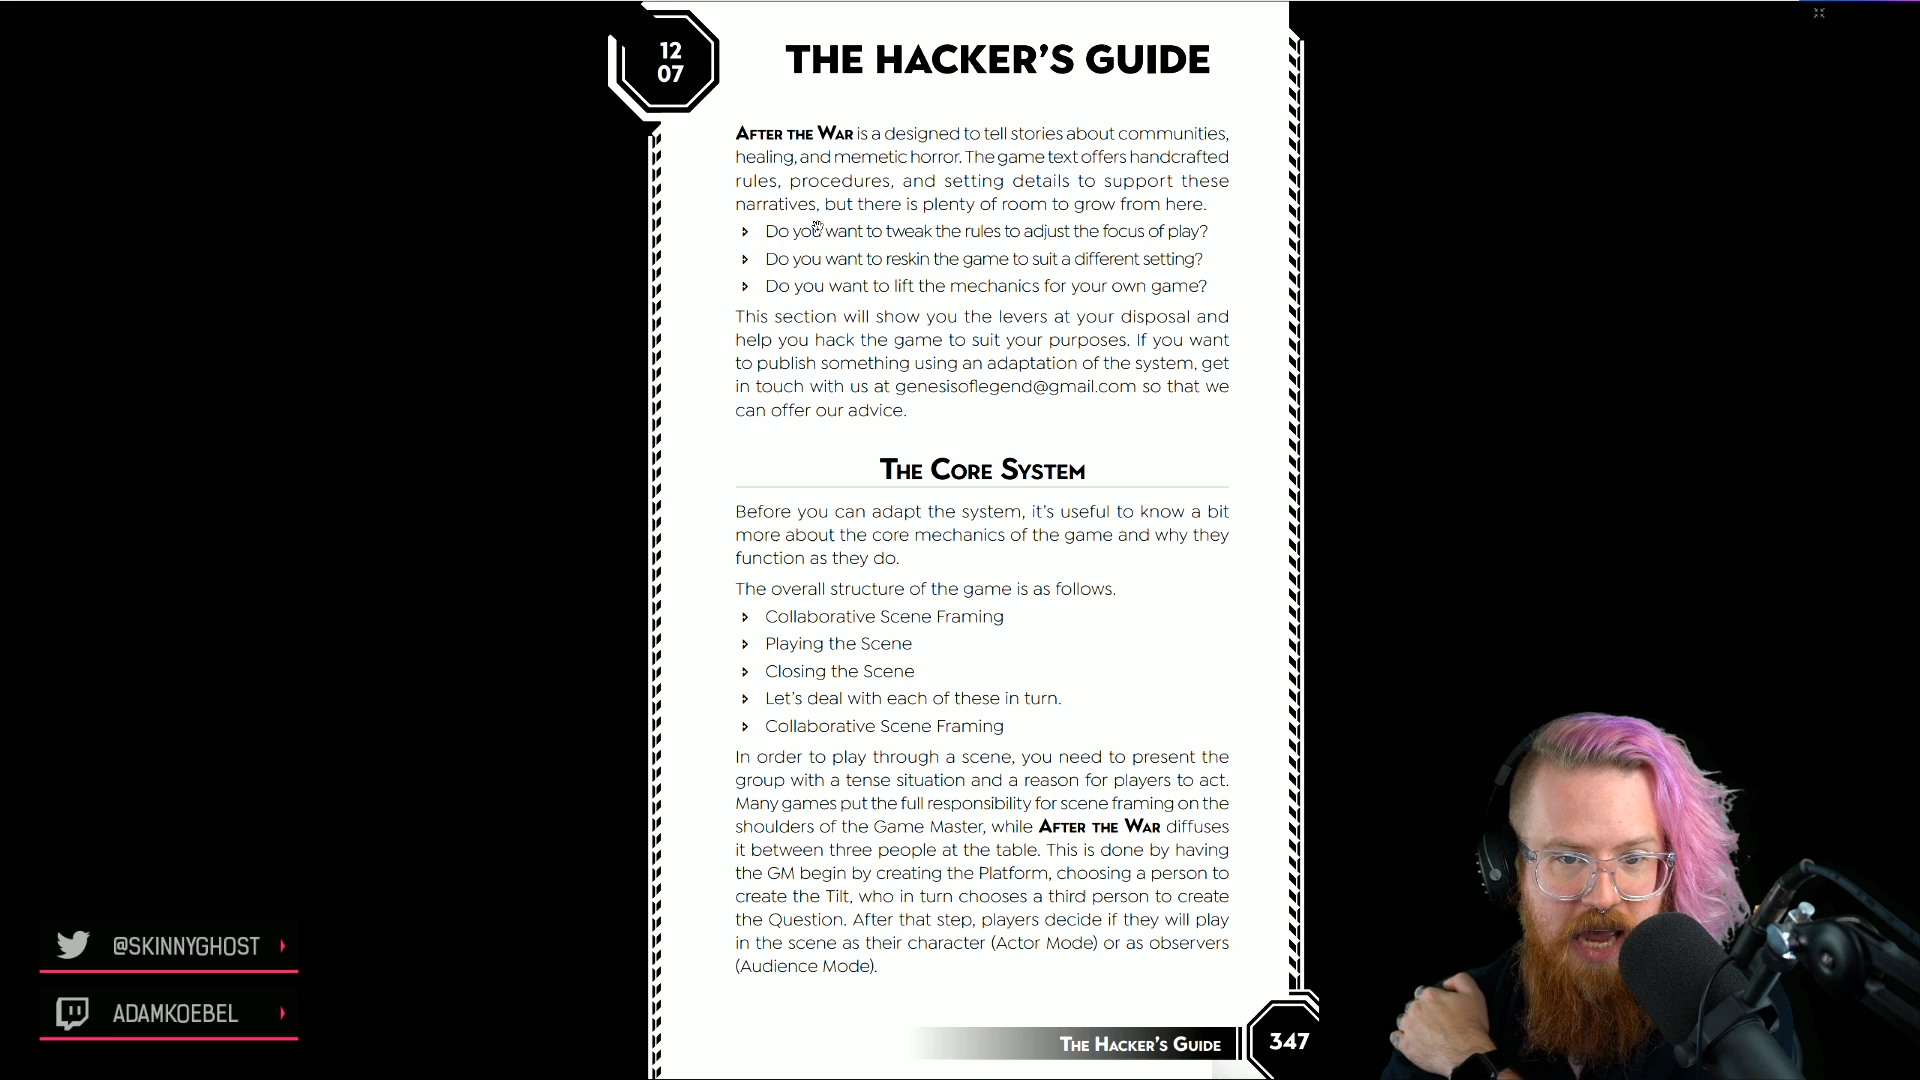 12
07
THE HACKER'S GUIDE
AFTER THE WAR is a designed to tell stories about communities,
healing, and memetic horror. The game text offers handcrafted
rules, procedures, and setting details to support these
narratives, but there is plenty of room to grow from here.
Do you want to tweak the rules to adjust the focus of play?
Do you want to reskin the game to suit a different setting?
Do you want to lift the mechanics for your own game?
This section will show you the levers at your disposal and
help you hack the game to suit your purposes. If you want
to publish something using an adaptation of the system, get
in touch with us at genesisoflegend@gmail.com so that we
can offer our advice.
THE CORE SYSTEM
Before you can adapt the system, it's useful to know a bit
more about the core mechanics of the game and why they
function as they do.
The overall structure of the game is as follows.
Collaborative Scene Framing
Playing the Scene
Closing the Scene
Let's deal with each of these in turn.
Collaborative Scene Framing
In order to play through a scene, you need to present the
group with a tense situation and a reason for players to act.
Many games put the full responsibility for scene framing on the
shoulders of the Game Master, while AFTER THE WAR diffuses
it between three people at the table. This is done by having
the GM begin by creating the Platform, choosing a person to
create the Tilt, who in turn chooses a third person to create
the Question. After that step, players decide if they will play
in the scene as their character (Actor Mode) or as observers
(Audience Mode).
THE HACKER'S GUIDE 347
@SKINNYGHOST
ADAMKOEBEL